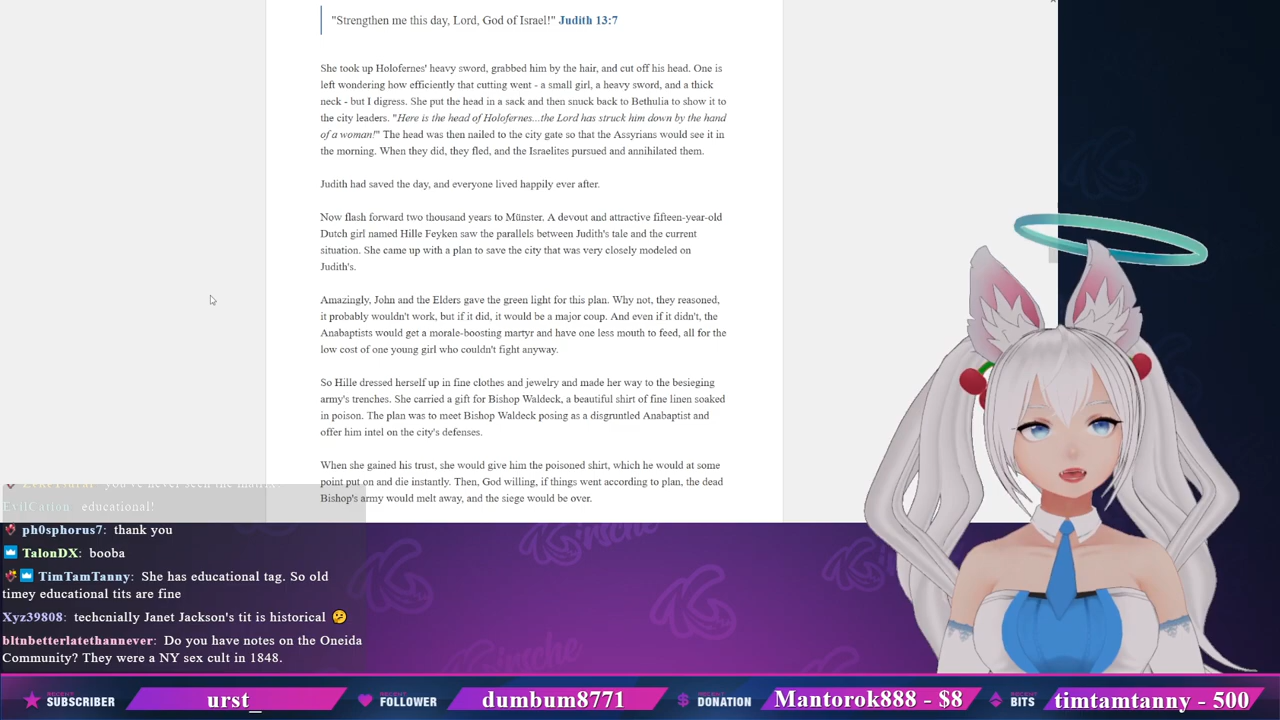 "Strengthen me this day, Lord, God of Israel!" Judith 13:7
She took up Holofernes' heavy sword, grabbed him by the hair, and cut off his head. One is
left wondering how efficiently that cutting went - a small girl, a heavy sword, and a thick
neck - but I digress. She put the head in a sack and then snuck back to Bethulia to show it to
the city leaders. "Here is the head of Holofernes...the Lord has struck him down by the hand
of a woman!" The head was then nailed to the city gate so that the Assyrians would see it in
the morning. When they did, they fled, and the Israelites pursued and annihilated them.
Judith had saved the day, and everyone lived happily ever after.
Now flash forward two thousand years to Münster. A devout and attractive fifteen-year-old
Dutch girl named Hille Feyken saw the parallels between Judith's tale and the current
situation. She came up with a plan to save the city that was very closely modeled on
Judith's.
Amazingly, John and the Elders gave the green light for this plan. Why not, they reasoned,
it probably wouldn't work, but if it did, it would be a major coup. And even if it didn't, the
Anabaptists would get a morale-boosting martyr and have one less mouth to feed, all for the
low cost of one young girl who couldn't fight anyway.
So Hille dressed herself up in fine clothes and jewelry and made her way to the besieging
army's trenches. She carried a gift for Bishop Waldeck, a beautiful shirt of fine linen soaked
in poison. The plan was to meet Bishop Waldeck posing as a disgruntled Anabaptist and
offer him intel on the city's defenses.
When she gained his trust, she would give him the poisoned shirt, which he would at some
point put on and die instantly. Then, God willing, if things went according to plan, the dead
Bishop's army would melt away, and the siege would be over.
you've never seen the
EvilCation: educational!
ph0sphorus7: thank you
TalonDX: booba
TimTamTanny: She has educational tag. So old
timey educational tits are fine
Xyz39808: techcnially Janet Jackson's tit is historical 🤔
bltnbetterlatethannever: Do you have notes on the Oneida
Community? They were a NY sex cult in 1848.
RECENT SUBSCRIBER urst_ RECENT FOLLOWER dumbum8771 RECENT DONATION Mantorok888 - $8 RECENT BITS timtamtanny - 500